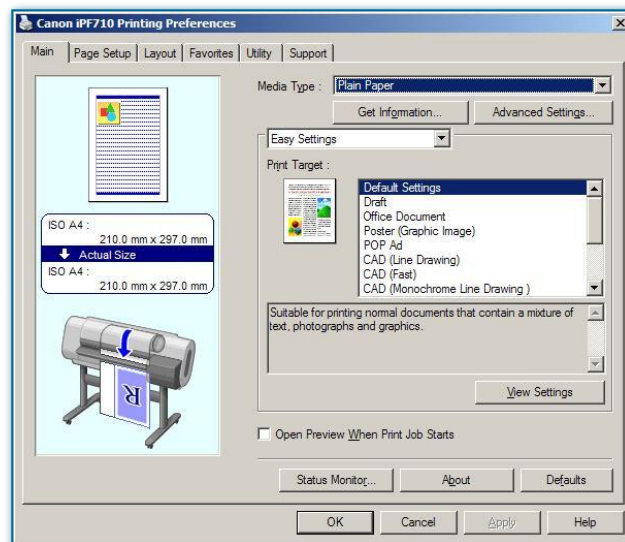 Canon iPF710 Printing Preferences
Main Page Setup Layout Favorites Utility Support
ISO A4 :
210.0 mm x 297.0 mm
Actual Size
ISO A4 :
210.0 mm x 297.0 mm
R
Media Type : Plain Paper
Get Information... Advanced Settings...
Easy Settings
Print Target :
Default Settings
Draft
Office Document
Poster (Graphic Image)
POP Ad
CAD (Line Drawing)
CAD (Fast)
CAD (Monochrome Line Drawing )
Suitable for printing normal documents that contain a mixture of
text, photographs and graphics.
View Settings
Open Preview When Print Job Starts
Status Monitor... About Defaults
OK Cancel Apply Help